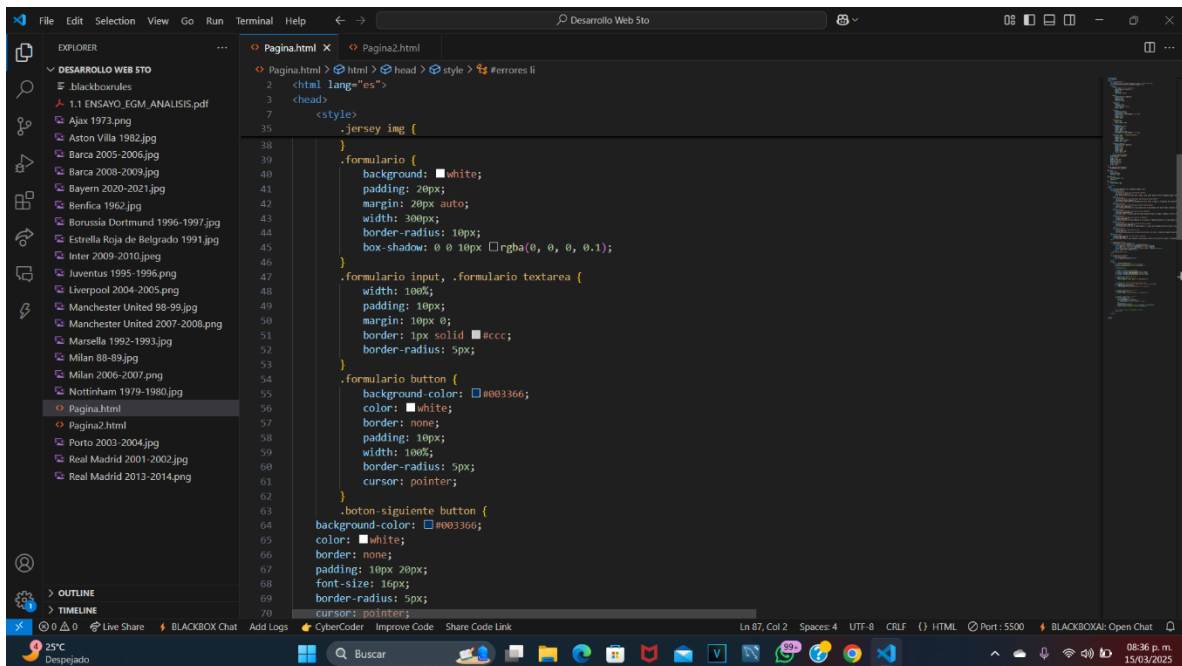 File Edit Selection View Go Run Terminal Help
Desarrollo Web 5to
EXPLORER
DESARROLLO WEB 5TO
.blackboxrules
1.1 ENSAYO_EGM_ANALISIS.pdf
Ajax 1973.png
Aston Villa 1982.jpg
Barca 2005-2006.jpg
Barca 2008-2009.jpg
Bayern 2020-2021.jpg
Benfica 1962.jpg
Borussia Dortmund 1996-1997.jpg
Estrella Roja de Belgrado 1991.jpg
Inter 2009-2010.jpeg
Juventus 1995-1996.png
Liverpool 2004-2005.png
Manchester United 98-99.jpg
Manchester United 2007-2008.png
Marsella 1992-1993.jpg
Milan 88-89.jpg
Milan 2006-2007.png
Nottinham 1979-1980.jpg
Pagina.html
Pagina2.html
Porto 2003-2004.jpg
Real Madrid 2001-2002.jpg
Real Madrid 2013-2014.png
OUTLINE
TIMELINE
Pagina.html Pagina2.html
Pagina.html > html > head > style > #errores li
2 <html lang="es">
3 <head>
7 <style>
35 .jersey img {
38 }
39 .formulario {
40 background: white;
41 padding: 20px;
42 margin: 20px auto;
43 width: 300px;
44 border-radius: 10px;
45 box-shadow: 0 0 10px rgba(0, 0, 0, 0.1);
46 }
47 .formulario input, .formulario textarea {
48 width: 100%;
49 padding: 10px;
50 margin: 10px 0;
51 border: 1px solid #ccc;
52 border-radius: 5px;
53 }
54 .formulario button {
55 background-color: #003366;
56 color: white;
57 border: none;
58 padding: 10px;
59 width: 100%;
60 border-radius: 5px;
61 cursor: pointer;
62 }
63 .boton-siguiente button {
64 background-color: #003366;
65 color: white;
66 border: none;
67 padding: 10px 20px;
68 font-size: 16px;
69 border-radius: 5px;
70 cursor: pointer;
0 0 Live Share BLACKBOX Chat Add Logs CyberCoder Improve Code Share Code Link Ln 87, Col 2 Spaces: 4 UTF-8 CRLF {} HTML Port : 5500 BLACKBOXAI: Open Chat
4 25°C
Despejado
Buscar
99+
08:36 p. m.
15/03/2025